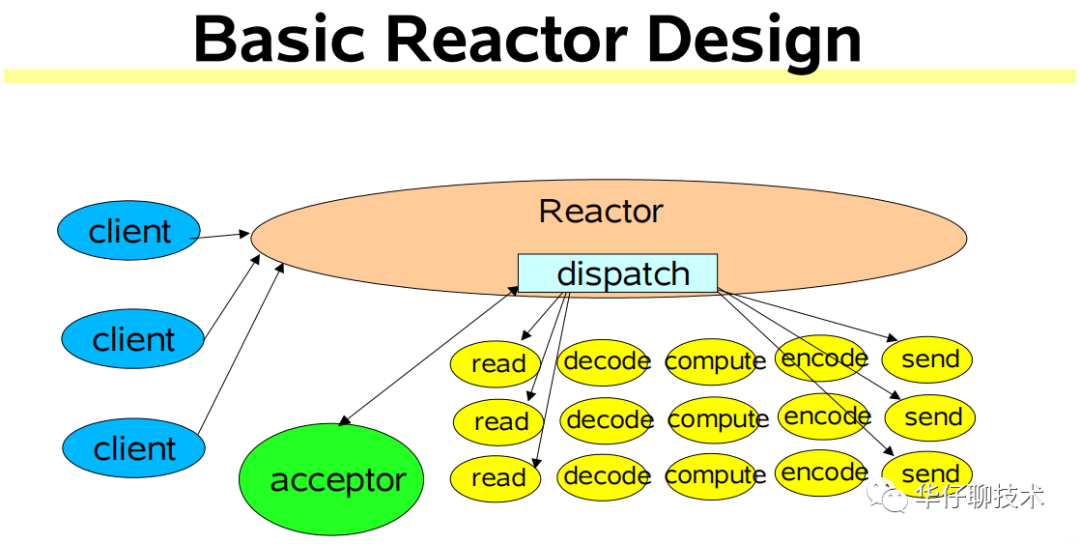 Basic Reactor Design
Reactor
client
dispatch
client
client
acceptor
read decode compute encode send
read decode compute encode send
read decode compute encode send
华仔聊技术